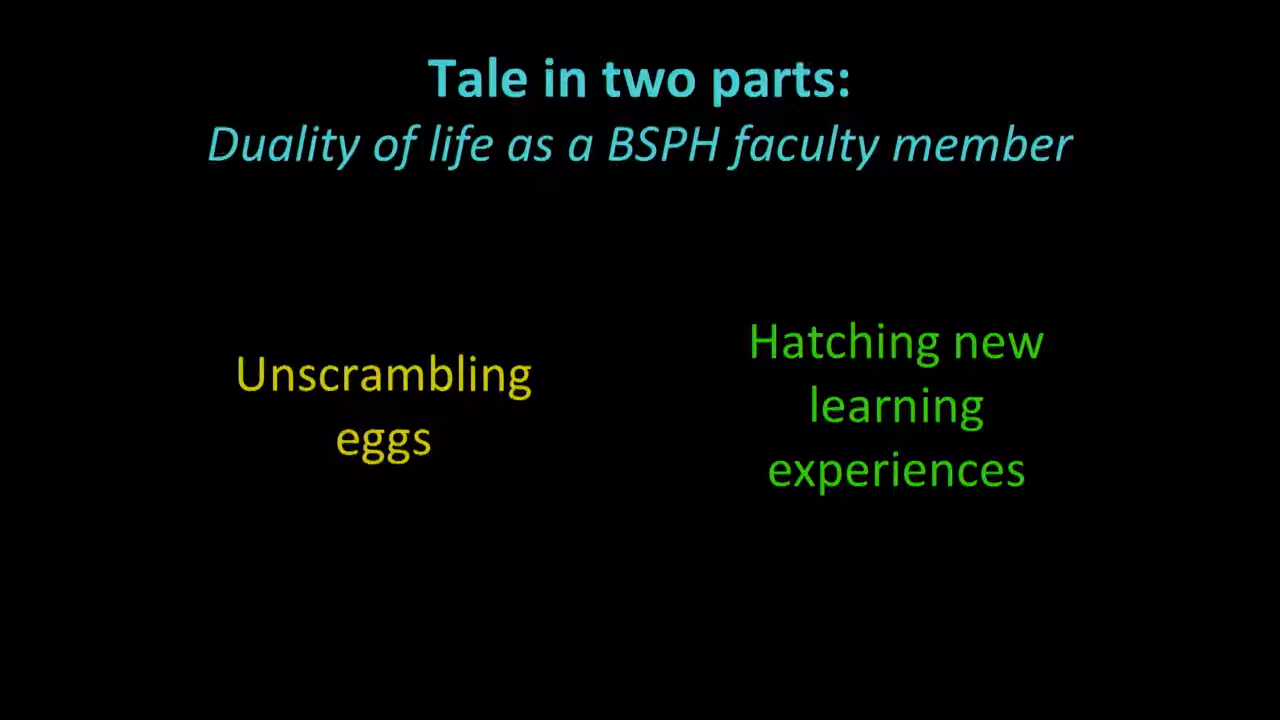 Tale in two parts:
Duality of life as a BSPH faculty member
Unscrambling
eggs
Hatching new
learning
experiences